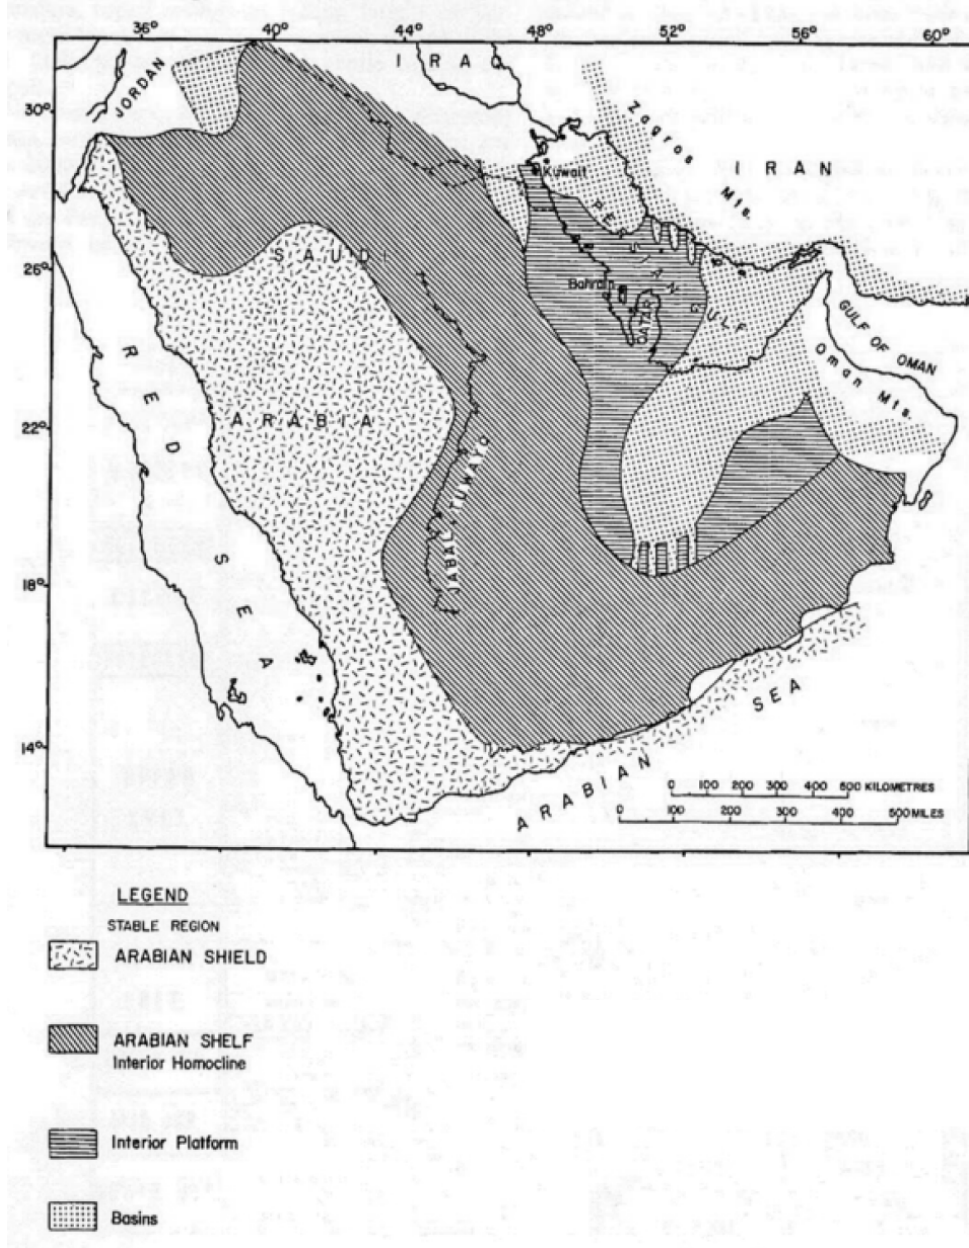 36°
40°
44°
48°
52°
56°
60°
30°
26°
22°
18°
14°
JORDAN
IRAQ
Zagros
Mts.
IRAN
Kuwait
PERSIAN
GULF
Bahrain
QATAR
GULF OF OMAN
Oman Mts.
SAUDI
ARABIA
JABAL TUWAYQ
RED
SEA
ARABIAN SEA
0 100 200 300 400 500 KILOMETRES
0 100 200 300 400 500 MILES
LEGEND
STABLE REGION
ARABIAN SHIELD
ARABIAN SHELF
Interior Homocline
Interior Platform
Basins